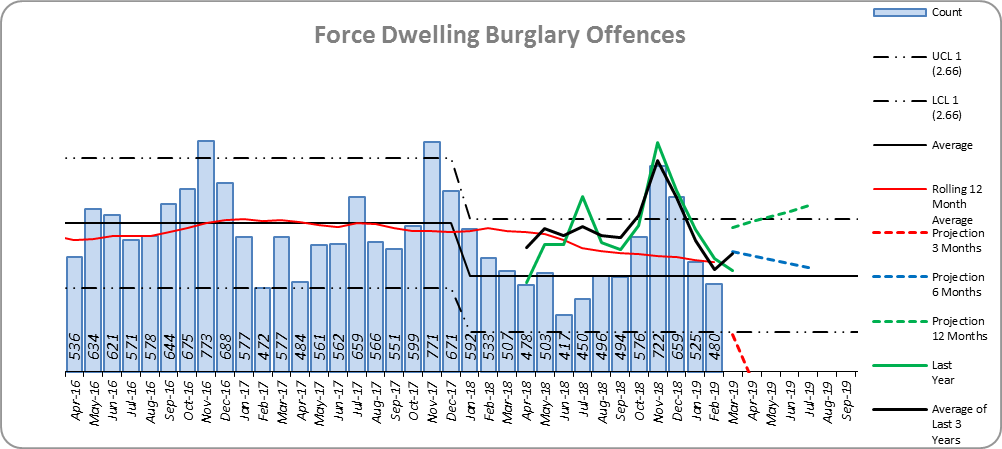 Force Dwelling Burglary Offences
Count
UCL 1
(2.66)
LCL 1
(2.66)
Average
Rolling 12
Month
Average
Projection
3 Months
Projection
6 Months
Projection
12 Months
Last
Year
Average of
Last 3
Years
536
634
621
571
578
644
675
773
688
577
472
577
484
561
562
659
566
551
599
771
671
592
533
507
478
503
417
450
496
494
576
722
659
525
480
Apr-16
May-16
Jun-16
Jul-16
Aug-16
Sep-16
Oct-16
Nov-16
Dec-16
Jan-17
Feb-17
Mar-17
Apr-17
May-17
Jun-17
Jul-17
Aug-17
Sep-17
Oct-17
Nov-17
Dec-17
Jan-18
Feb-18
Mar-18
Apr-18
May-18
Jun-18
Jul-18
Aug-18
Sep-18
Oct-18
Nov-18
Dec-18
Jan-19
Feb-19
Mar-19
Apr-19
May-19
Jun-19
Jul-19
Aug-19
Sep-19